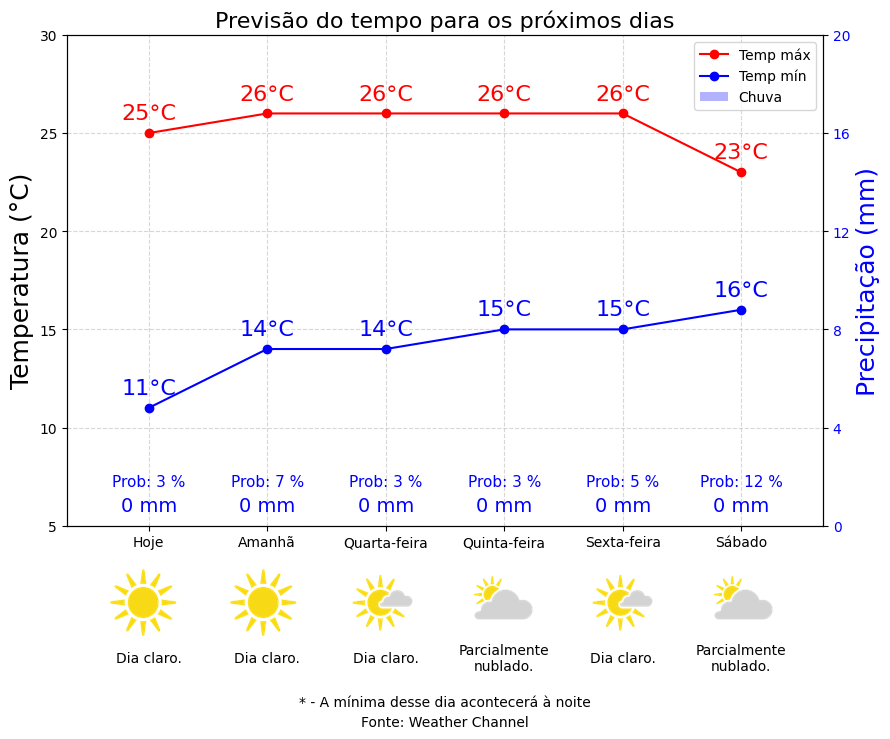 Previsão do tempo para os próximos dias
Temp máx
Temp mín
Chuva
30
25
20
15
10
5
Temperatura (°C)
20
16
12
8
4
0
Precipitação (mm)
25°C 26°C 26°C 26°C 26°C 23°C
11°C 14°C 14°C 15°C 15°C 16°C
Prob: 3 % Prob: 7 % Prob: 3 % Prob: 3 % Prob: 5 % Prob: 12 %
0 mm 0 mm 0 mm 0 mm 0 mm 0 mm
Hoje Amanhã Quarta-feira Quinta-feira Sexta-feira Sábado
Dia claro. Dia claro. Dia claro. Parcialmente nublado. Dia claro. Parcialmente nublado.
* - A mínima desse dia acontecerá à noite
Fonte: Weather Channel